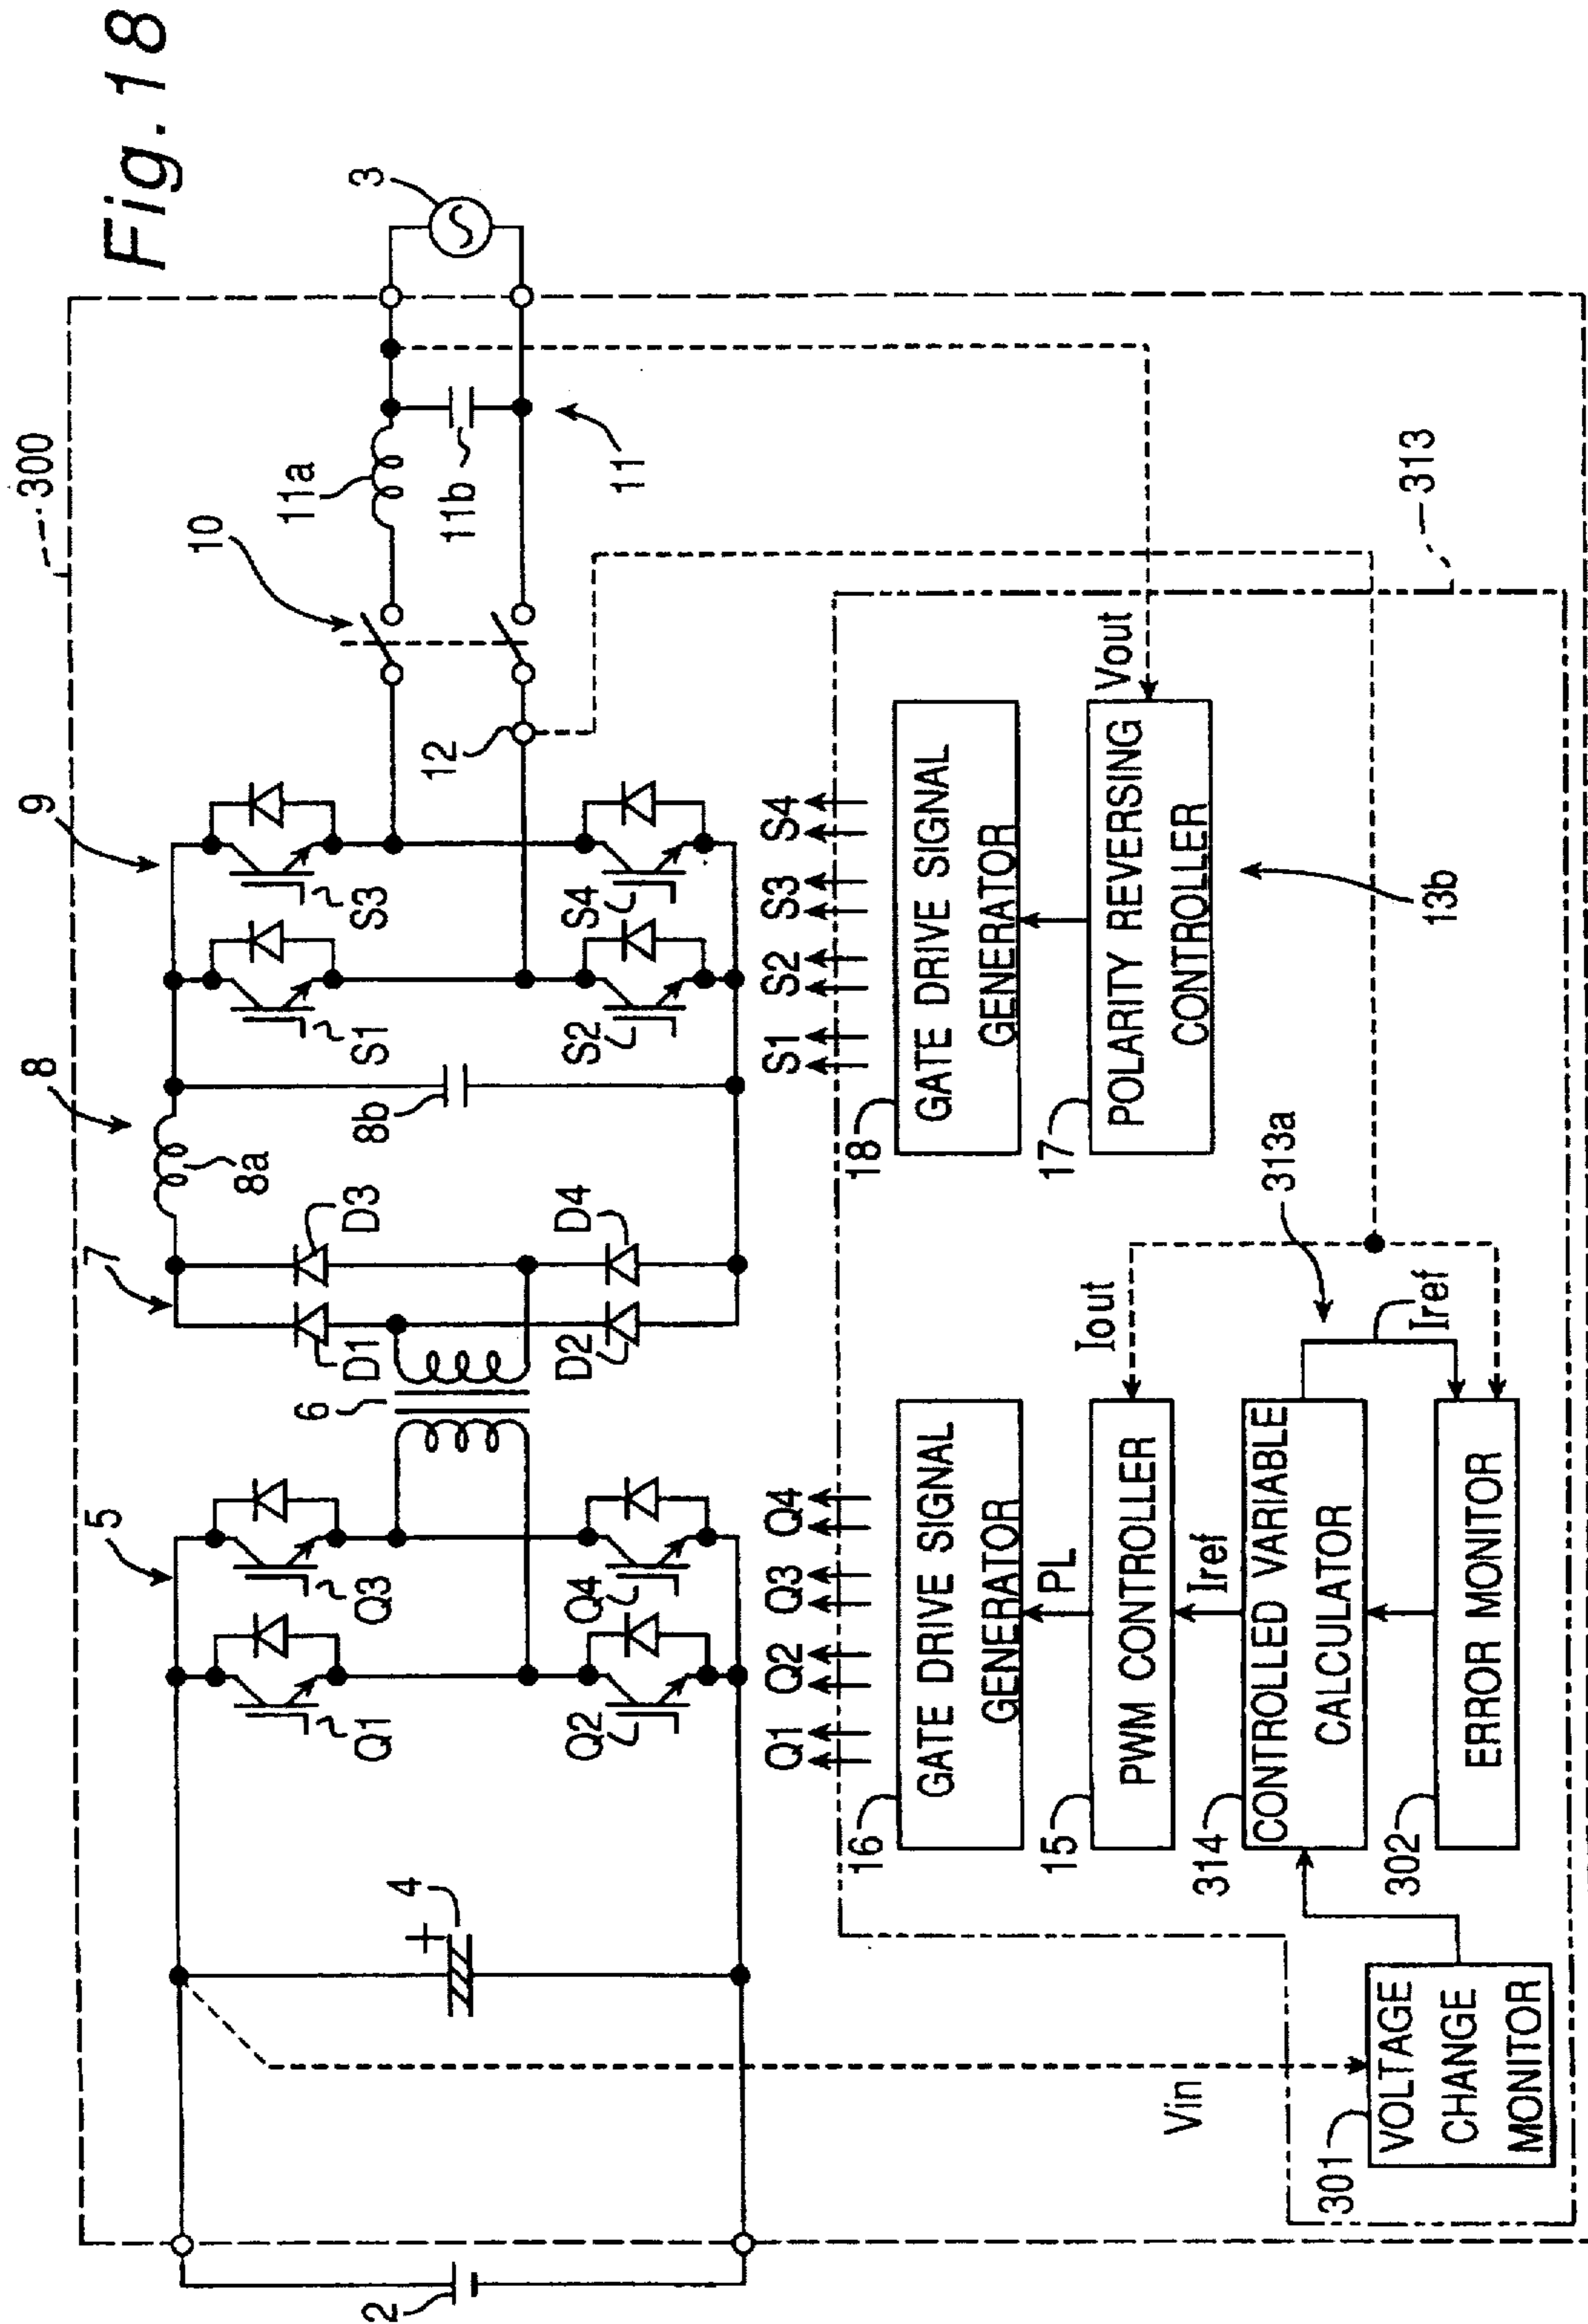 Fig. 18
300
5
7
8
9
10
11a
3
Q1
Q3
6
D1
D3
8a
S1
S3
12
11b
11
4
+
2
Q2
Q4
D2
D4
8b
S2
S4
Q1 Q2 Q3 Q4
S1 S2 S3 S4
16
GATE DRIVE SIGNAL
GENERATOR
PL
15
PWM CONTROLLER
Iout
Iref
314
CONTROLLED VARIABLE
CALCULATOR
Iref
302
ERROR MONITOR
313a
18
GATE DRIVE SIGNAL
GENERATOR
17
POLARITY REVERSING
CONTROLLER
Vout
13b
313
Vin
301
VOLTAGE
CHANGE
MONITOR